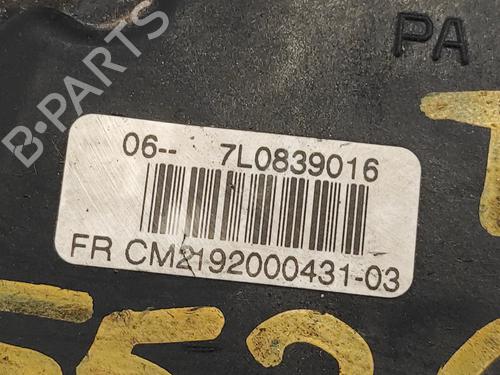 PA
B-PARTS
06-- 7L0839016
FR CM2192000431-03